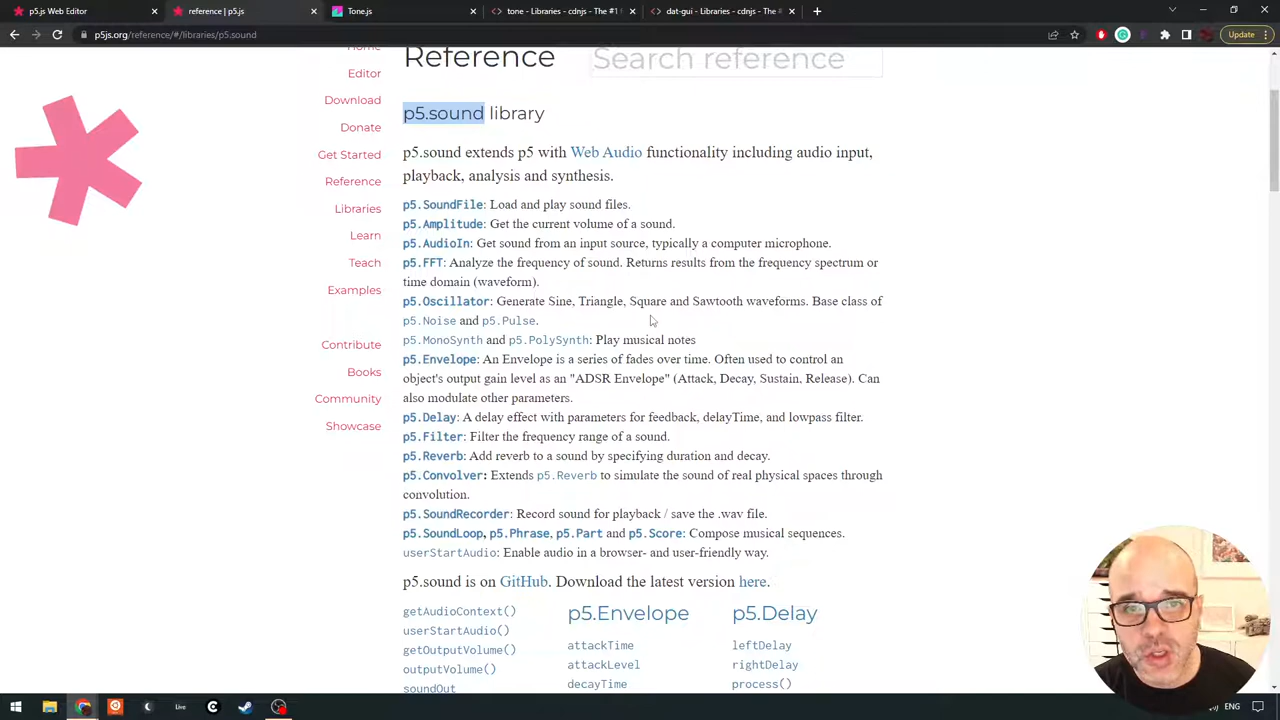 p5.js Web Editor
reference | p5.js
Tone.js
tone - Libraries - cdnjs - The #1
dat-gui - Libraries - cdnjs - The #
p5js.org/reference/#/libraries/p5.sound
Update
Home
Editor
Download
Donate
Get Started
Reference
Libraries
Learn
Teach
Examples
Contribute
Books
Community
Showcase
Reference
Search reference
p5.sound library
p5.sound extends p5 with Web Audio functionality including audio input,
playback, analysis and synthesis.
p5.SoundFile: Load and play sound files.
p5.Amplitude: Get the current volume of a sound.
p5.AudioIn: Get sound from an input source, typically a computer microphone.
p5.FFT: Analyze the frequency of sound. Returns results from the frequency spectrum or
time domain (waveform).
p5.Oscillator: Generate Sine, Triangle, Square and Sawtooth waveforms. Base class of
p5.Noise and p5.Pulse.
p5.MonoSynth and p5.PolySynth: Play musical notes
p5.Envelope: An Envelope is a series of fades over time. Often used to control an
object's output gain level as an "ADSR Envelope" (Attack, Decay, Sustain, Release). Can
also modulate other parameters.
p5.Delay: A delay effect with parameters for feedback, delayTime, and lowpass filter.
p5.Filter: Filter the frequency range of a sound.
p5.Reverb: Add reverb to a sound by specifying duration and decay.
p5.Convolver: Extends p5.Reverb to simulate the sound of real physical spaces through
convolution.
p5.SoundRecorder: Record sound for playback / save the .wav file.
p5.SoundLoop, p5.Phrase, p5.Part and p5.Score: Compose musical sequences.
userStartAudio: Enable audio in a browser- and user-friendly way.
p5.sound is on GitHub. Download the latest version here.
getAudioContext()
userStartAudio()
getOutputVolume()
outputVolume()
soundOut
p5.Envelope
attackTime
attackLevel
decayTime
p5.Delay
leftDelay
rightDelay
process()
Live
ENG